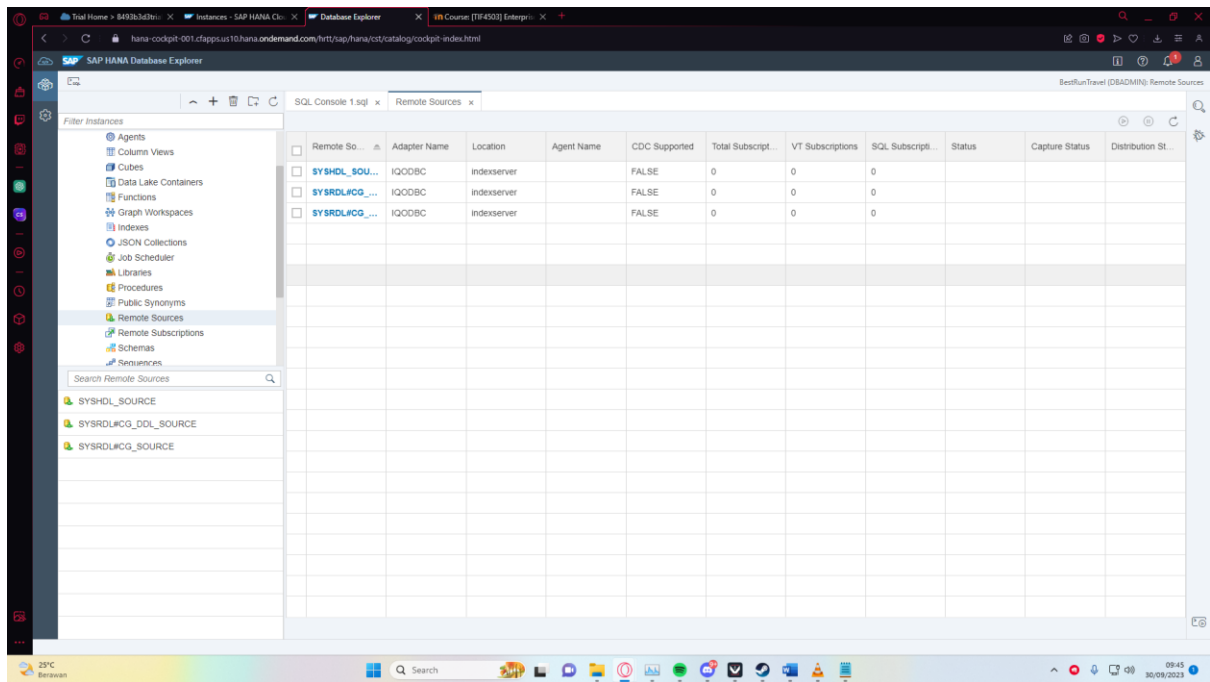 Trial Home > 8493b3d3tria
Instances - SAP HANA Clo
Database Explorer
Course: [TIF4503] Enterpris
hana-cockpit-001.cfapps.us10.hana.ondemand.com/hrtt/sap/hana/cst/catalog/cockpit-index.html
SAP SAP HANA Database Explorer
BestRunTravel (DBADMIN): Remote Sources
SQL Console 1.sql
Remote Sources
Filter Instances
Agents
Column Views
Cubes
Data Lake Containers
Functions
Graph Workspaces
Indexes
JSON Collections
Job Scheduler
Libraries
Procedures
Public Synonyms
Remote Sources
Remote Subscriptions
Schemas
Sequences
Search Remote Sources
SYSHDL_SOURCE
SYSRDL#CG_DDL_SOURCE
SYSRDL#CG_SOURCE
Remote So... Adapter Name Location Agent Name CDC Supported Total Subscript... VT Subscriptions SQL Subscripti... Status Capture Status Distribution St...
SYSHDL_SOU... IQODBC indexserver FALSE 0 0 0
SYSRDL#CG_... IQODBC indexserver FALSE 0 0 0
SYSRDL#CG_... IQODBC indexserver FALSE 0 0 0
25°C
Berawan
Search
09:45
30/09/2023